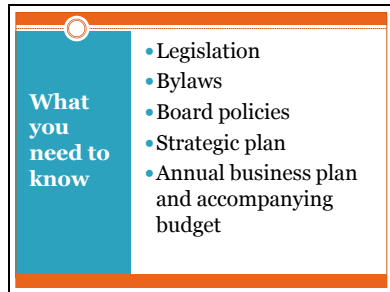 What
you
need to
know
•Legislation
•Bylaws
•Board policies
•Strategic plan
•Annual business plan
and accompanying
budget